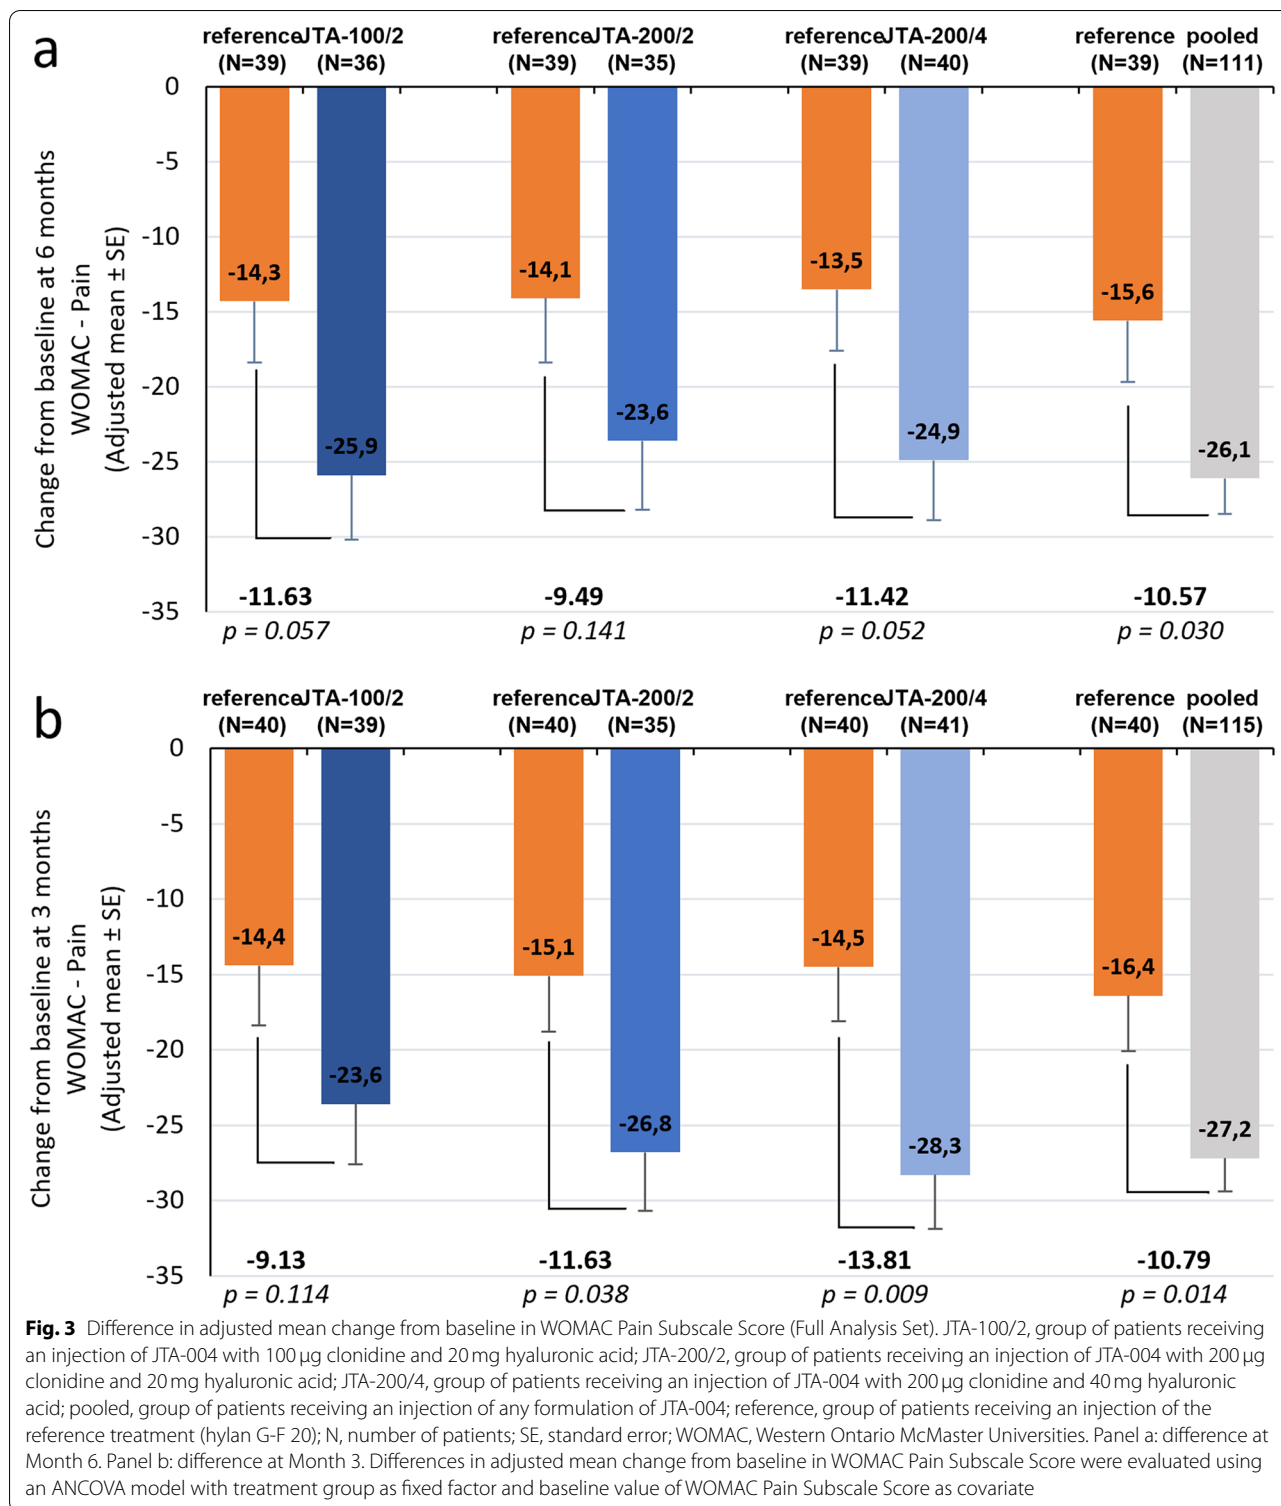 a
referenceJTA-100/2 referenceJTA-200/2 referenceJTA-200/4 reference pooled
(N=39) (N=36) (N=39) (N=35) (N=39) (N=40) (N=39) (N=111)
Change from baseline at 6 months
WOMAC - Pain
(Adjusted mean ± SE)
0
-5
-10
-15
-20
-25
-30
-35
-14,3 -25,9 -14,1 -23,6 -13,5 -24,9 -15,6 -26,1
-11.63 -9.49 -11.42 -10.57
p = 0.057 p = 0.141 p = 0.052 p = 0.030
b
referenceJTA-100/2 referenceJTA-200/2 referenceJTA-200/4 reference pooled
(N=40) (N=39) (N=40) (N=35) (N=40) (N=41) (N=40) (N=115)
Change from baseline at 3 months
WOMAC - Pain
(Adjusted mean ± SE)
0
-5
-10
-15
-20
-25
-30
-35
-14,4 -23,6 -15,1 -26,8 -14,5 -28,3 -16,4 -27,2
-9.13 -11.63 -13.81 -10.79
p = 0.114 p = 0.038 p = 0.009 p = 0.014
Fig. 3 Difference in adjusted mean change from baseline in WOMAC Pain Subscale Score (Full Analysis Set). JTA-100/2, group of patients receiving
an injection of JTA-004 with 100 µg clonidine and 20 mg hyaluronic acid; JTA-200/2, group of patients receiving an injection of JTA-004 with 200 µg
clonidine and 20 mg hyaluronic acid; JTA-200/4, group of patients receiving an injection of JTA-004 with 200 µg clonidine and 40 mg hyaluronic
acid; pooled, group of patients receiving an injection of any formulation of JTA-004; reference, group of patients receiving an injection of the
reference treatment (hylan G-F 20); N, number of patients; SE, standard error; WOMAC, Western Ontario McMaster Universities. Panel a: difference at
Month 6. Panel b: difference at Month 3. Differences in adjusted mean change from baseline in WOMAC Pain Subscale Score were evaluated using
an ANCOVA model with treatment group as fixed factor and baseline value of WOMAC Pain Subscale Score as covariate